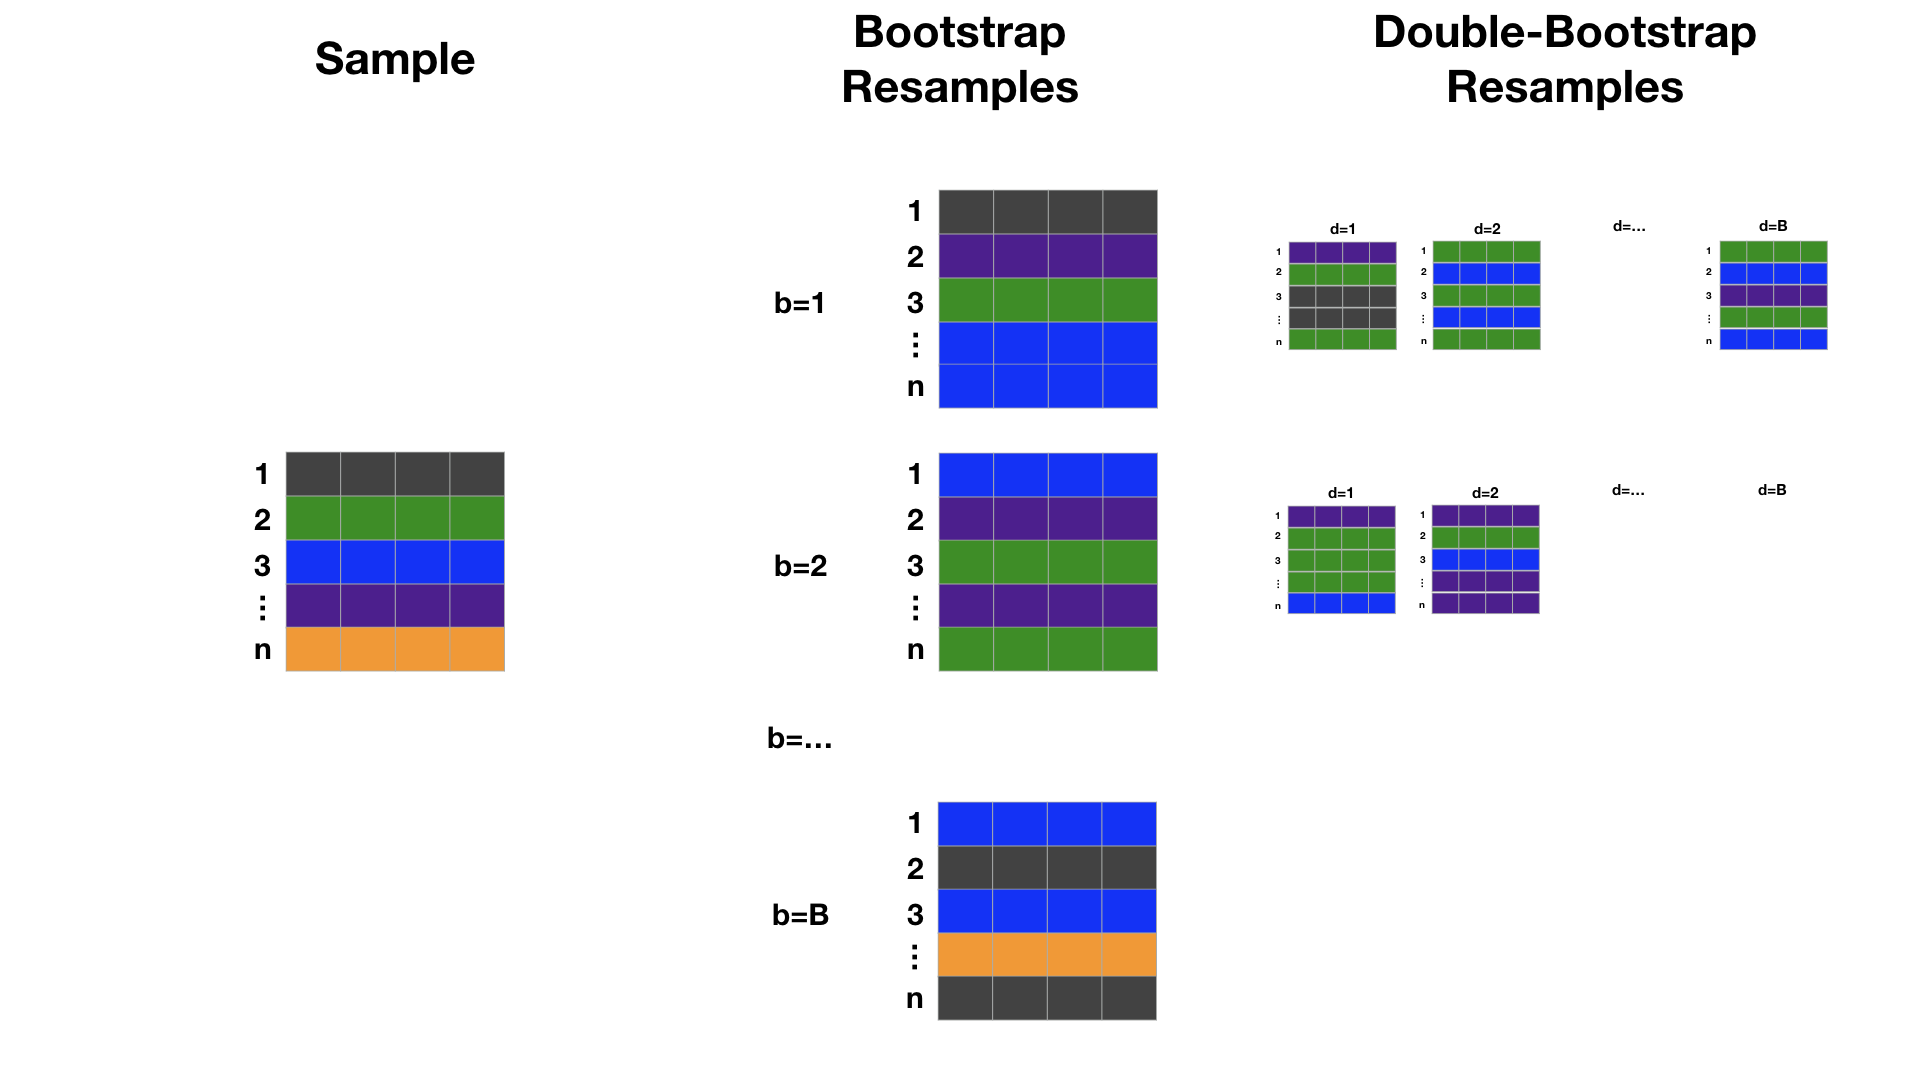 Sample
Bootstrap
Resamples
Double-Bootstrap
Resamples
1
2
3
⋮
n
b=1
1
2
3
⋮
n
d=1
1
2
3
⋮
n
d=2
1
2
3
⋮
n
d=…
d=B
1
2
3
⋮
n
b=2
1
2
3
⋮
n
d=1
1
2
3
⋮
n
d=2
1
2
3
⋮
n
d=…
d=B
b=…
b=B
1
2
3
⋮
n